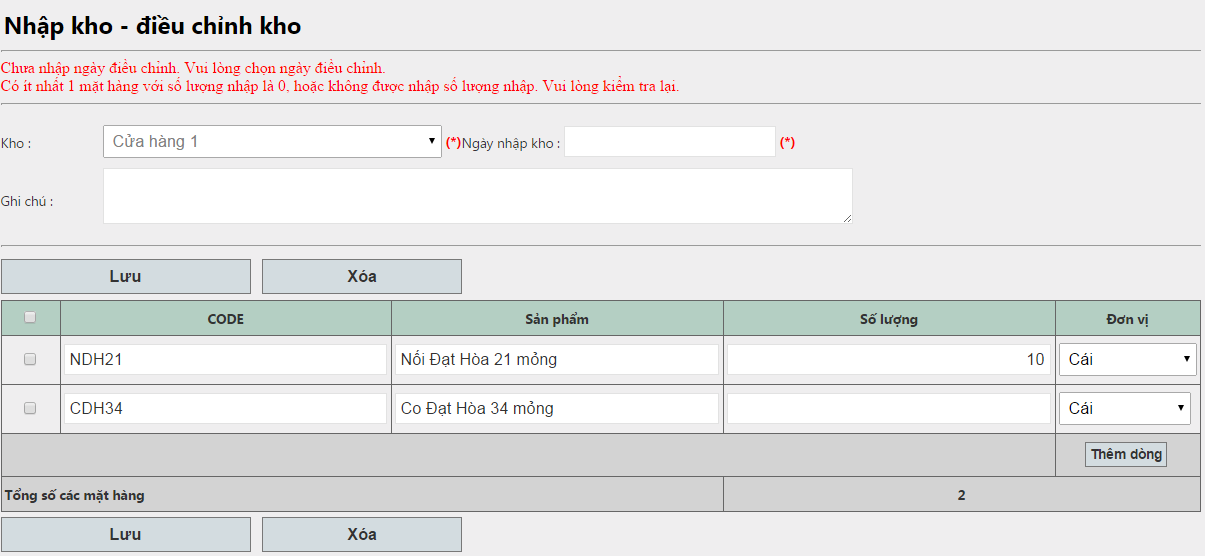 Nhập kho - điều chỉnh kho
Chưa nhập ngày điều chỉnh. Vui lòng chọn ngày điều chỉnh.
Có ít nhất 1 mặt hàng với số lượng nhập là 0, hoặc không được nhập số lượng nhập. Vui lòng kiểm tra lại.
Kho : Cửa hàng 1 (*)Ngày nhập kho : (*)
Ghi chú :
Lưu Xóa
CODE Sản phẩm Số lượng Đơn vị
NDH21 Nối Đạt Hòa 21 mỏng 10 Cái
CDH34 Co Đạt Hòa 34 mỏng Cái
Thêm dòng
Tổng số các mặt hàng 2
Lưu Xóa